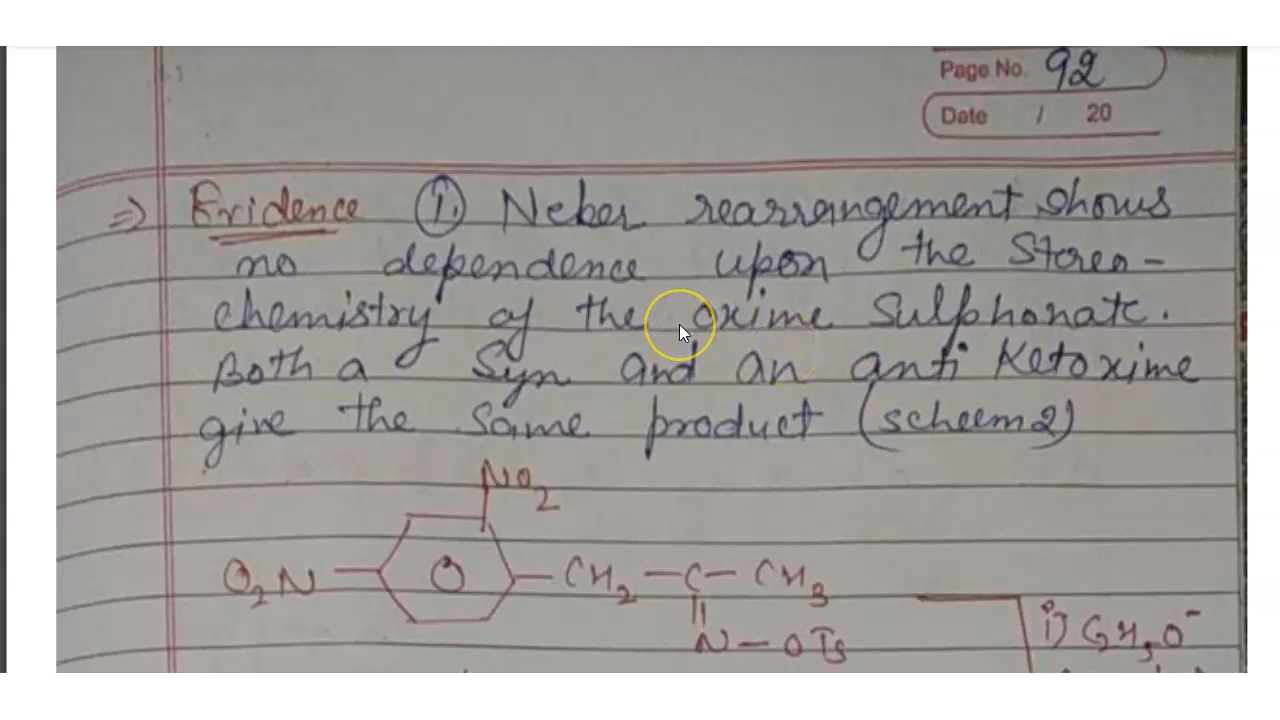 Page No. 92
Date / 20
⇒ Evidence ①. Neber rearrangement shows
no dependence upon the Stereo-
chemistry of the oxime Sulphonate.
Both a Syn and an anti Ketoxime
give the same product (scheem2)
NO2
O2N CH2 – C – CH3
N – OTs
i) C2H5O⁻